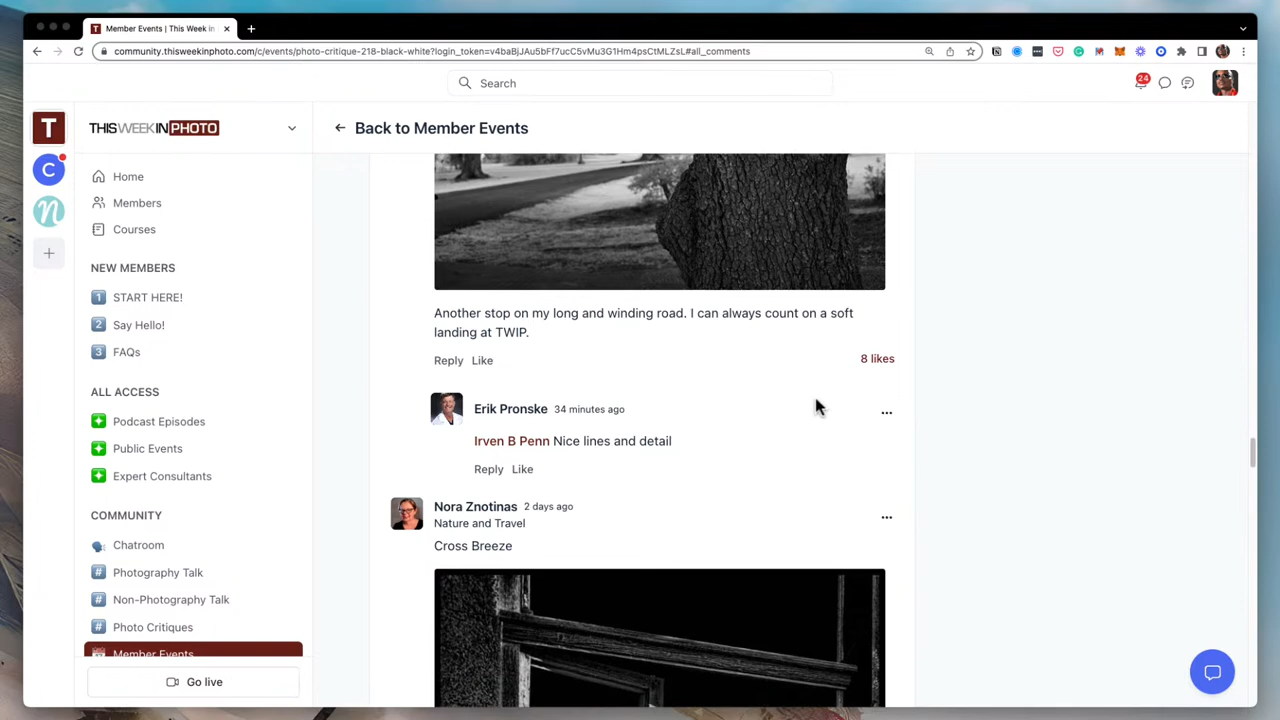 Member Events | This Week in
community.thisweekinphoto.com/c/events/photo-critique-218-black-white?login_token=v4baBjJAu5bFf7ucC5vMu3G1Hm4psCtMLZsL#all_comments
Search
24
T
THISWEEKINPHOTO
Back to Member Events
C
n
Home
Members
Courses
NEW MEMBERS
1 START HERE!
2 Say Hello!
3 FAQs
ALL ACCESS
Podcast Episodes
Public Events
Expert Consultants
COMMUNITY
Chatroom
# Photography Talk
# Non-Photography Talk
# Photo Critiques
Member Events
Go live
Another stop on my long and winding road. I can always count on a soft
landing at TWIP.
Reply Like
8 likes
Erik Pronske 34 minutes ago
Irven B Penn Nice lines and detail
Reply Like
Nora Znotinas 2 days ago
Nature and Travel
Cross Breeze